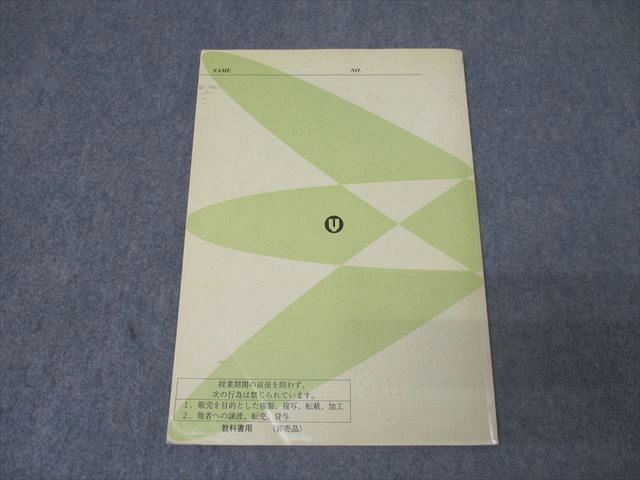 NAME NO.
授業期間の前後を問わず、
次の行為は禁じられています。
1．販売を目的とした複製、複写、転載、加工
2．他者への譲渡、転売、貸与
教科書用 (非売品)